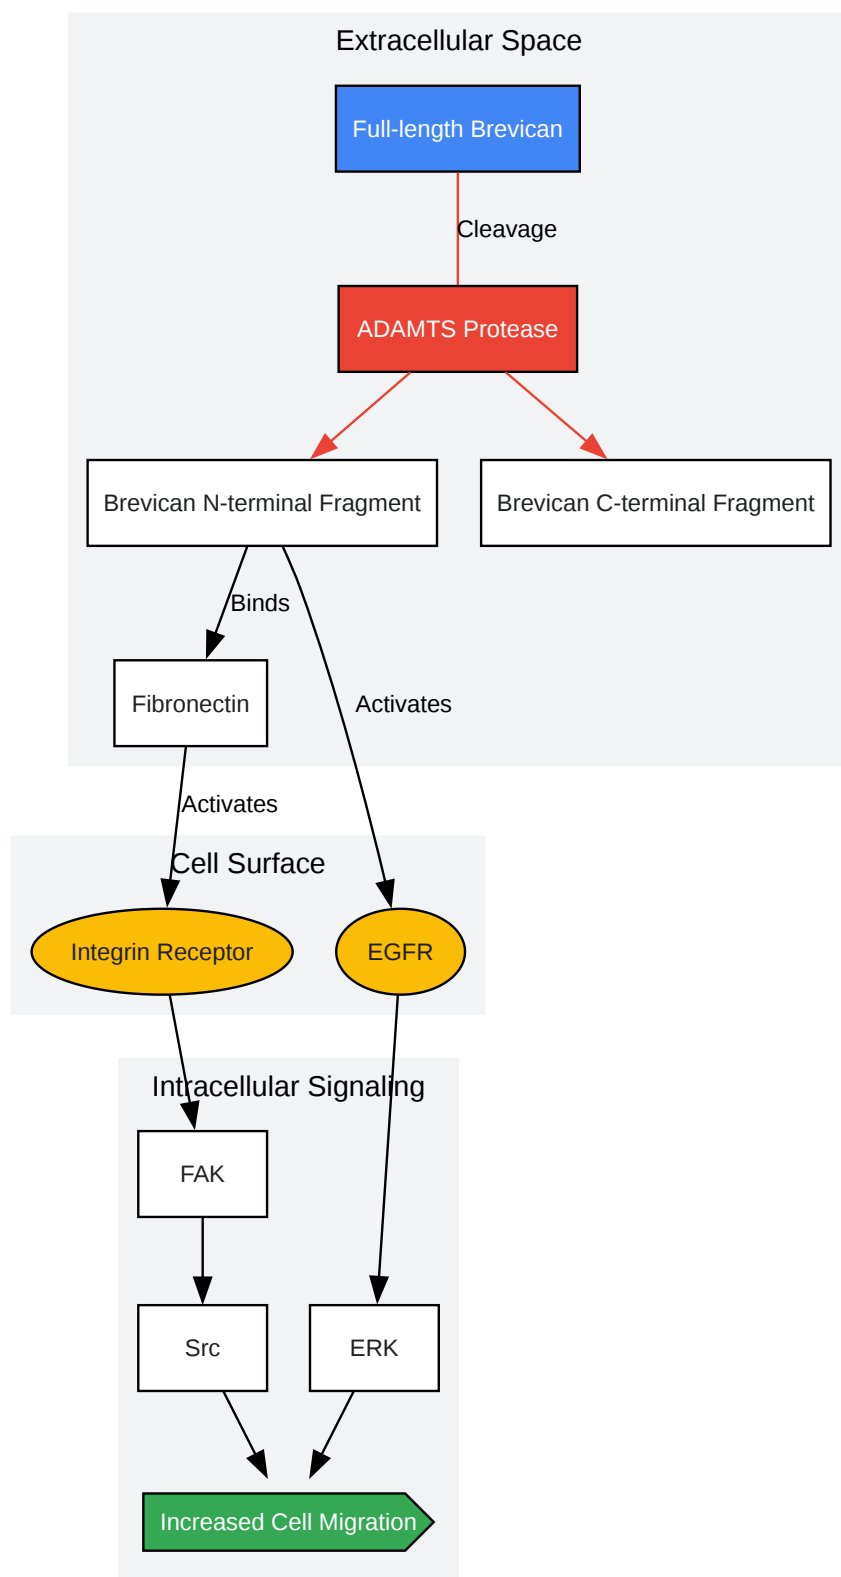 Extracellular Space
Full-length Brevican
Cleavage
ADAMTS Protease
Brevican N-terminal Fragment
Brevican C-terminal Fragment
Binds
Fibronectin
Activates
Activates
Cell Surface
Integrin Receptor
EGFR
Intracellular Signaling
FAK
Src
ERK
Increased Cell Migration